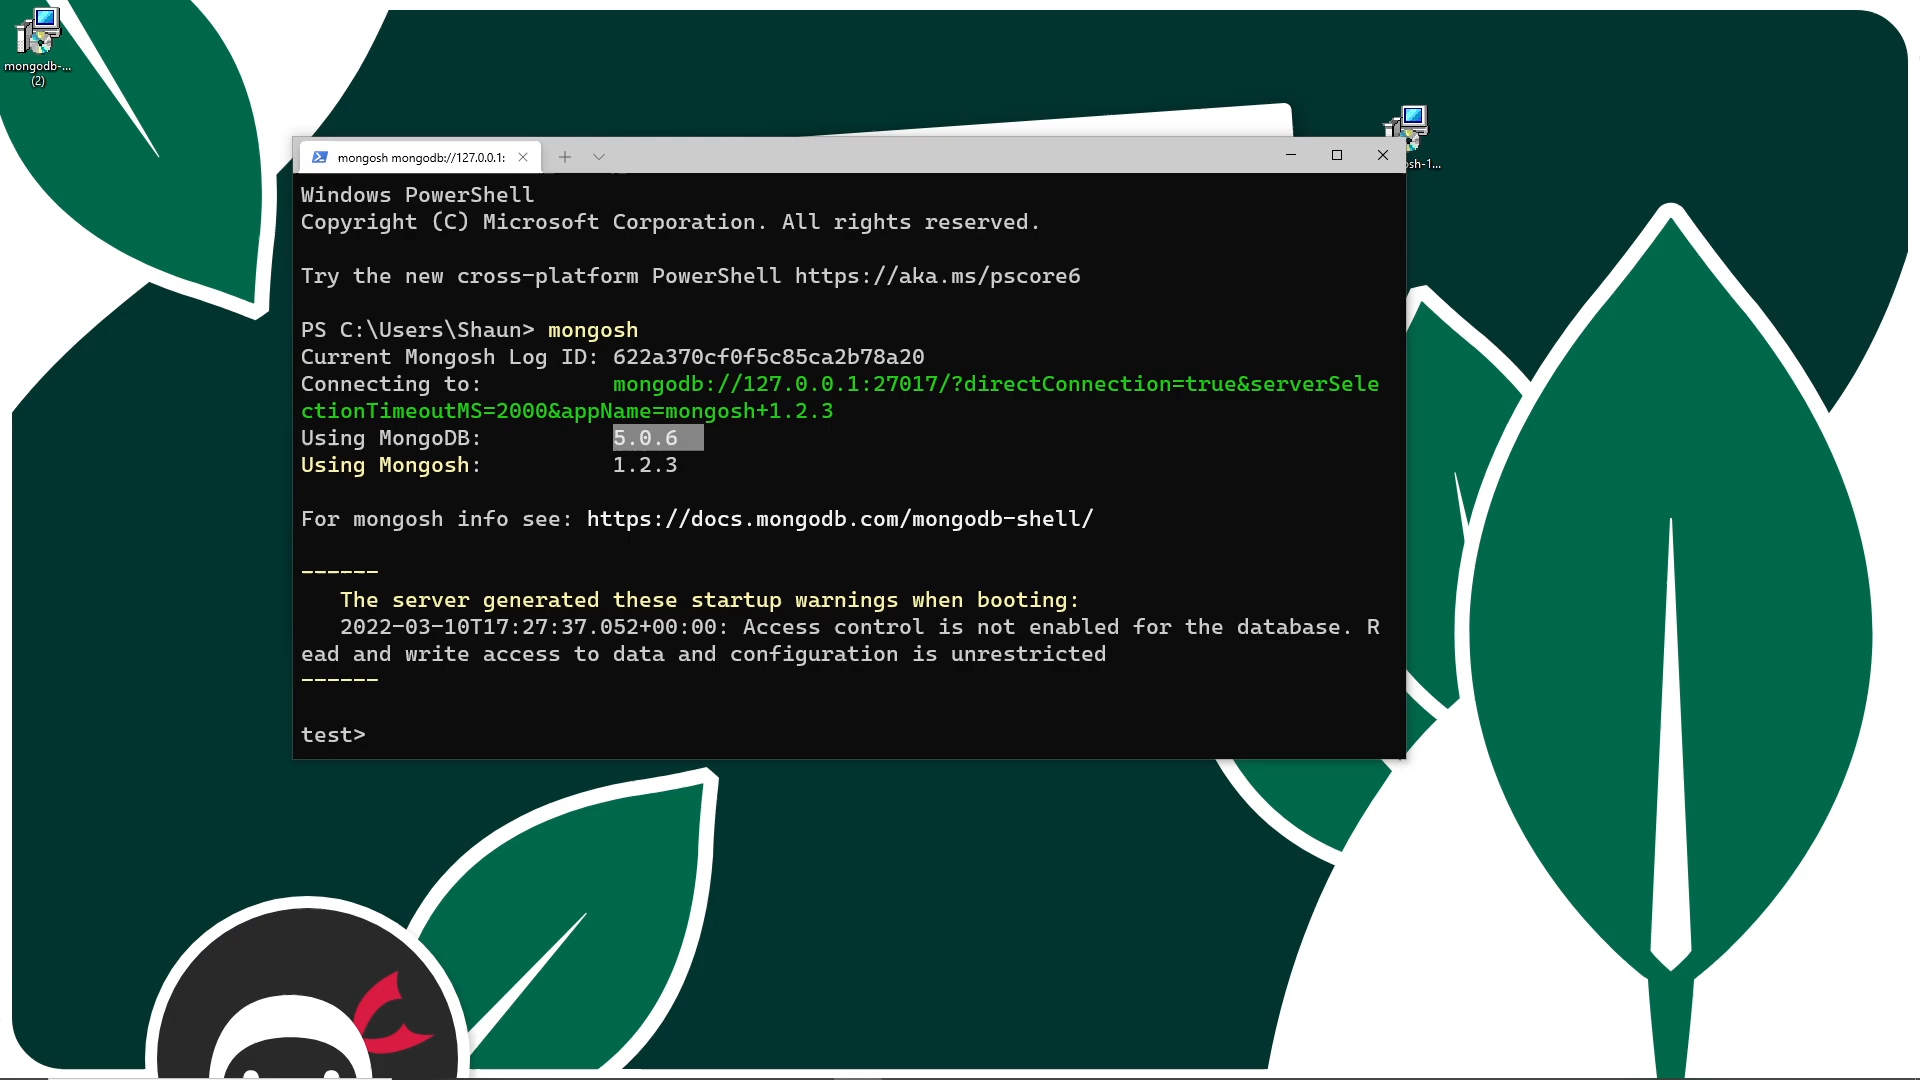 mongodb-...
(2)
sh-1...
mongosh mongodb://127.0.0.1:
Windows PowerShell
Copyright (C) Microsoft Corporation. All rights reserved.
Try the new cross-platform PowerShell https://aka.ms/pscore6
PS C:\Users\Shaun> mongosh
Current Mongosh Log ID: 622a370cf0f5c85ca2b78a20
Connecting to: mongodb://127.0.0.1:27017/?directConnection=true&serverSele
ctionTimeoutMS=2000&appName=mongosh+1.2.3
Using MongoDB: 5.0.6
Using Mongosh: 1.2.3
For mongosh info see: https://docs.mongodb.com/mongodb-shell/
------
The server generated these startup warnings when booting:
2022-03-10T17:27:37.052+00:00: Access control is not enabled for the database. R
ead and write access to data and configuration is unrestricted
------
test>